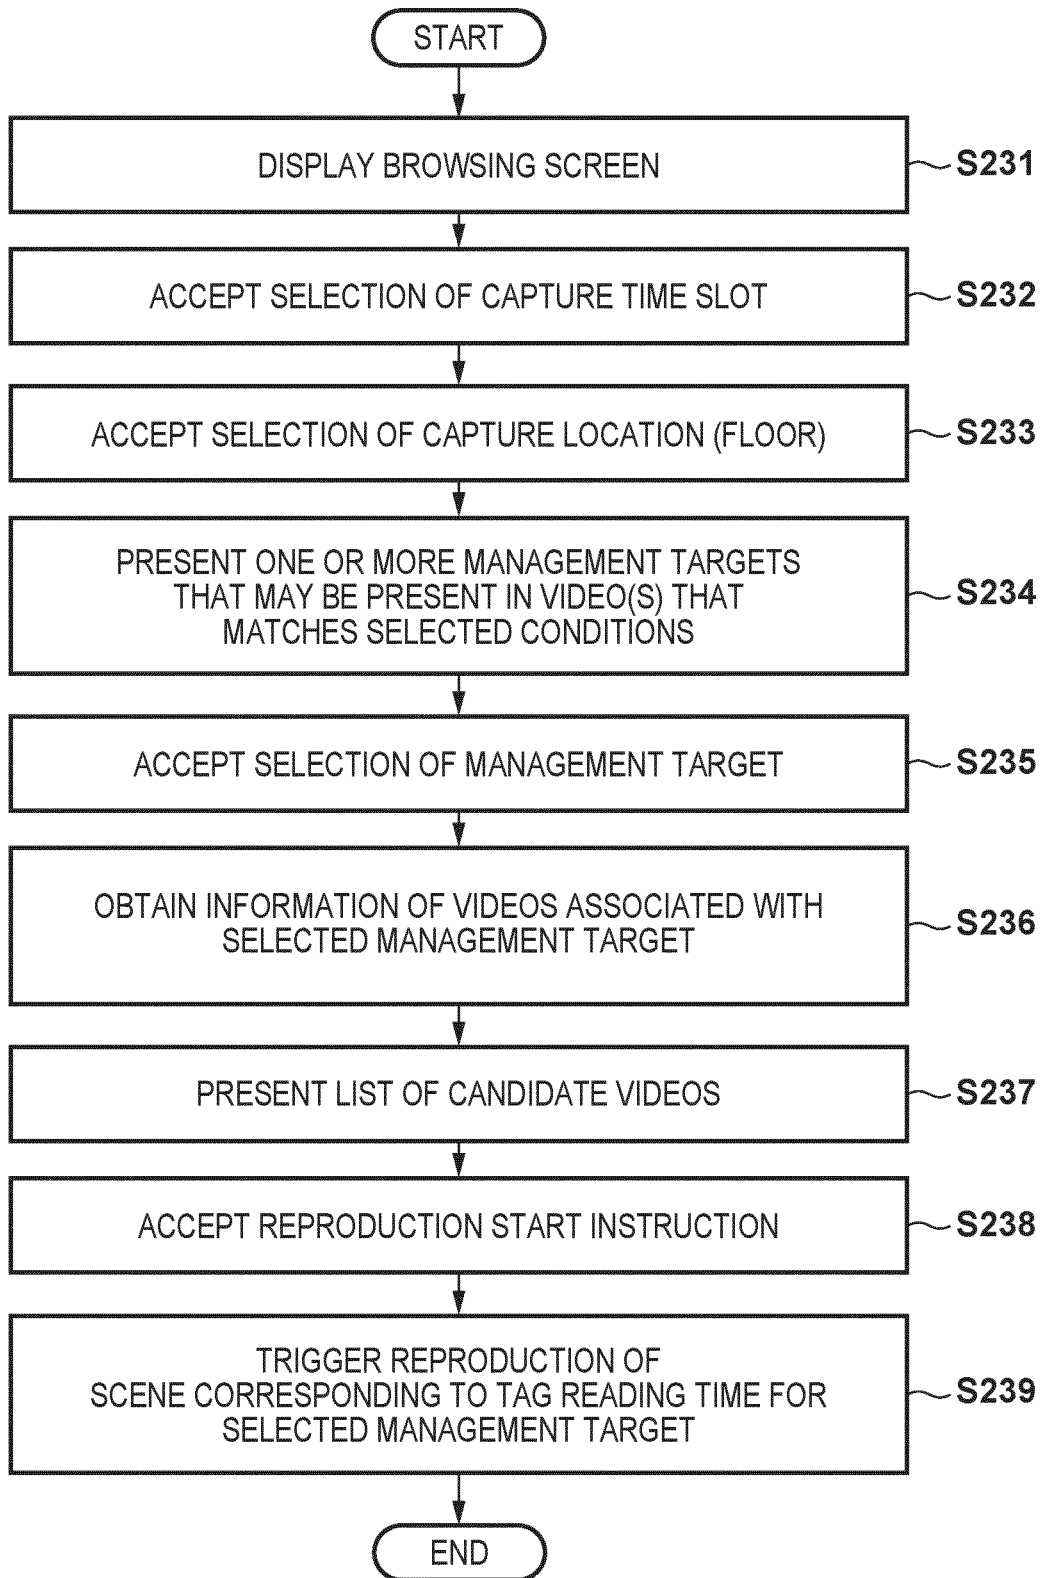 START
DISPLAY BROWSING SCREEN
S231
ACCEPT SELECTION OF CAPTURE TIME SLOT
S232
ACCEPT SELECTION OF CAPTURE LOCATION (FLOOR)
S233
PRESENT ONE OR MORE MANAGEMENT TARGETS
THAT MAY BE PRESENT IN VIDEO(S) THAT
MATCHES SELECTED CONDITIONS
S234
ACCEPT SELECTION OF MANAGEMENT TARGET
S235
OBTAIN INFORMATION OF VIDEOS ASSOCIATED WITH
SELECTED MANAGEMENT TARGET
S236
PRESENT LIST OF CANDIDATE VIDEOS
S237
ACCEPT REPRODUCTION START INSTRUCTION
S238
TRIGGER REPRODUCTION OF
SCENE CORRESPONDING TO TAG READING TIME FOR
SELECTED MANAGEMENT TARGET
S239
END